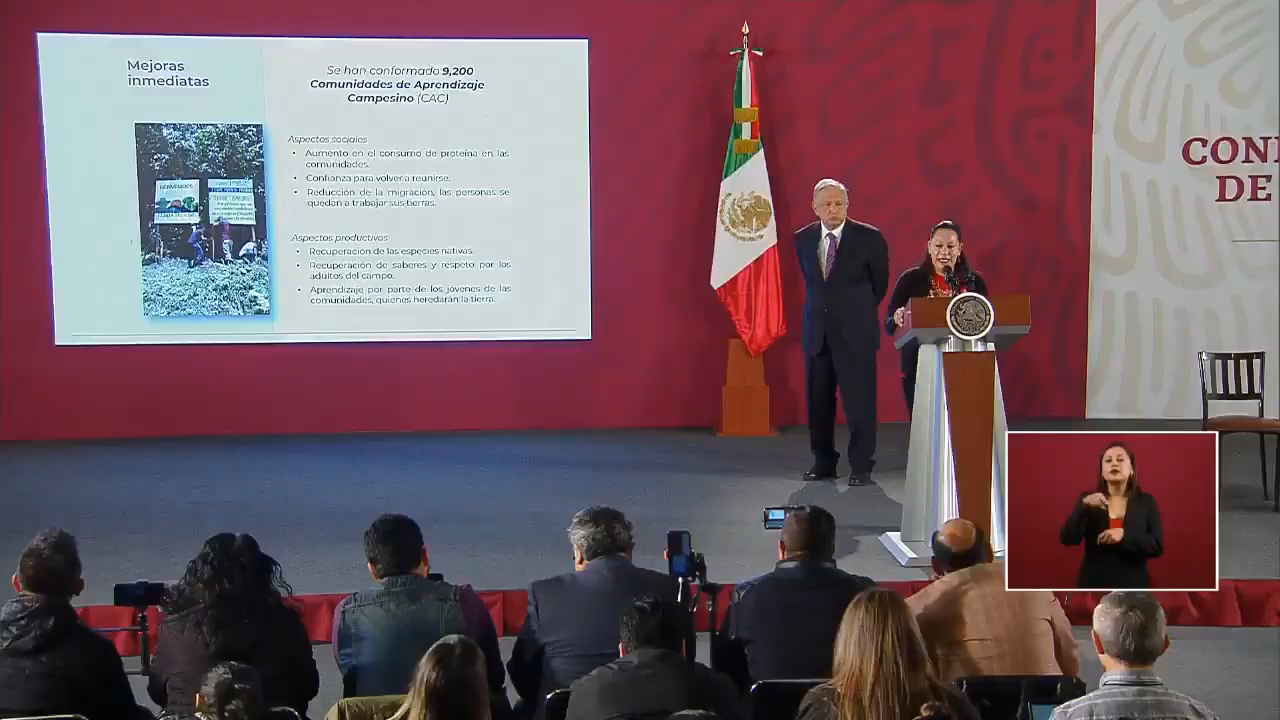 Mejoras
inmediatas
Se han conformado 9,200
Comunidades de Aprendizaje
Campesino (CAC)
Aspectos sociales
• Aumento en el consumo de proteína en las
comunidades.
• Confianza para volver a reunirse.
• Reducción de la migración, las personas se
quedan a trabajar sus tierras.
Aspectos productivos
• Recuperación de las especies nativas.
• Recuperación de saberes y respeto por los
adultos del campo.
• Aprendizaje por parte de los jóvenes de las
comunidades, quienes heredarán la tierra.
BIENVENIDOS
CON
DE